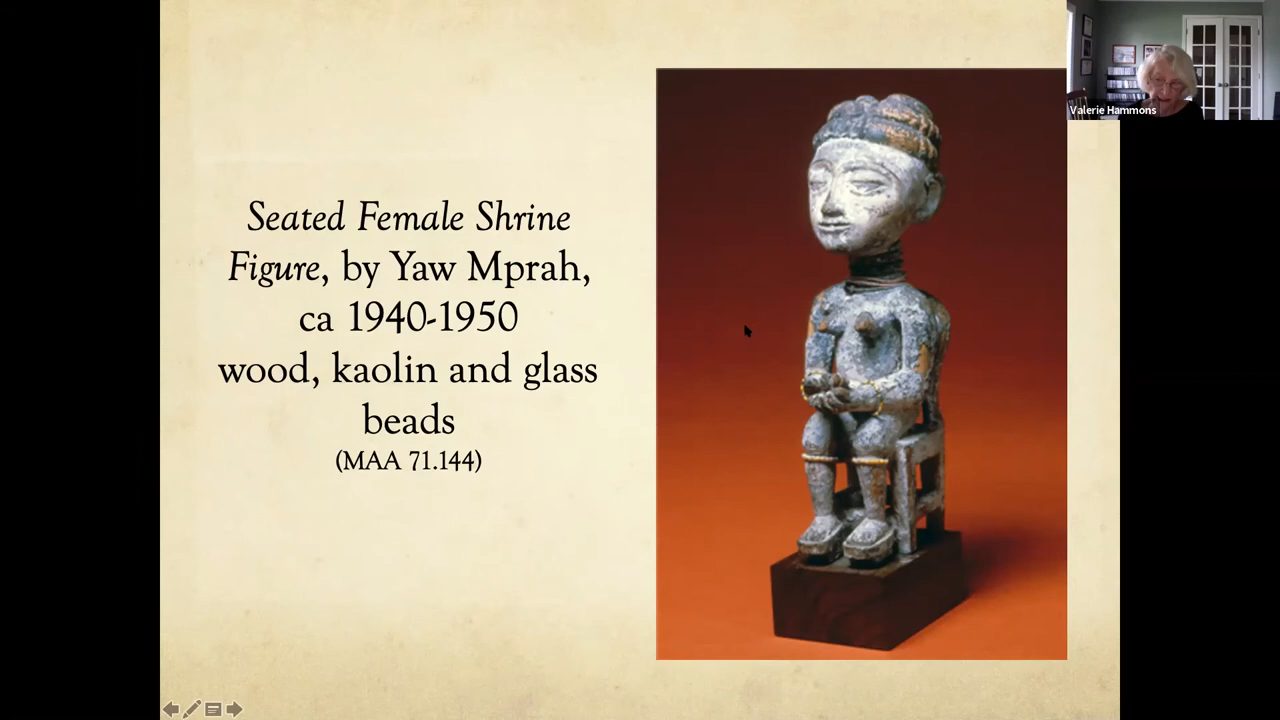 Seated Female Shrine
Figure, by Yaw Mprah,
ca 1940-1950
wood, kaolin and glass
beads
(MAA 71.144)
Valerie Hammons